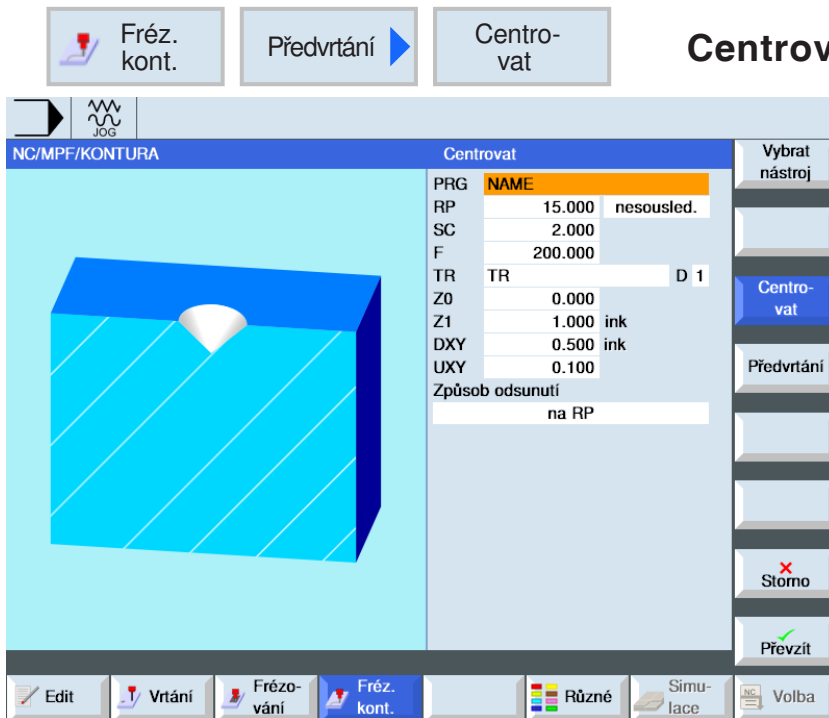 Fréz.
kont.
Předvrtání
Centro-
vat
Centrov
JOG
NC/MPF/KONTURA
Centrovat
PRG NAME
RP 15.000 nesousled.
SC 2.000
F 200.000
TR TR D 1
Z0 0.000
Z1 1.000 ink
DXY 0.500 ink
UXY 0.100
Způsob odsunutí
na RP
Vybrat
nástroj
Centro-
vat
Předvrtání
Storno
Převzít
Edit
Vrtání
Frézo-
vání
Fréz.
kont.
Různé
Simu-
lace
NC
Volba